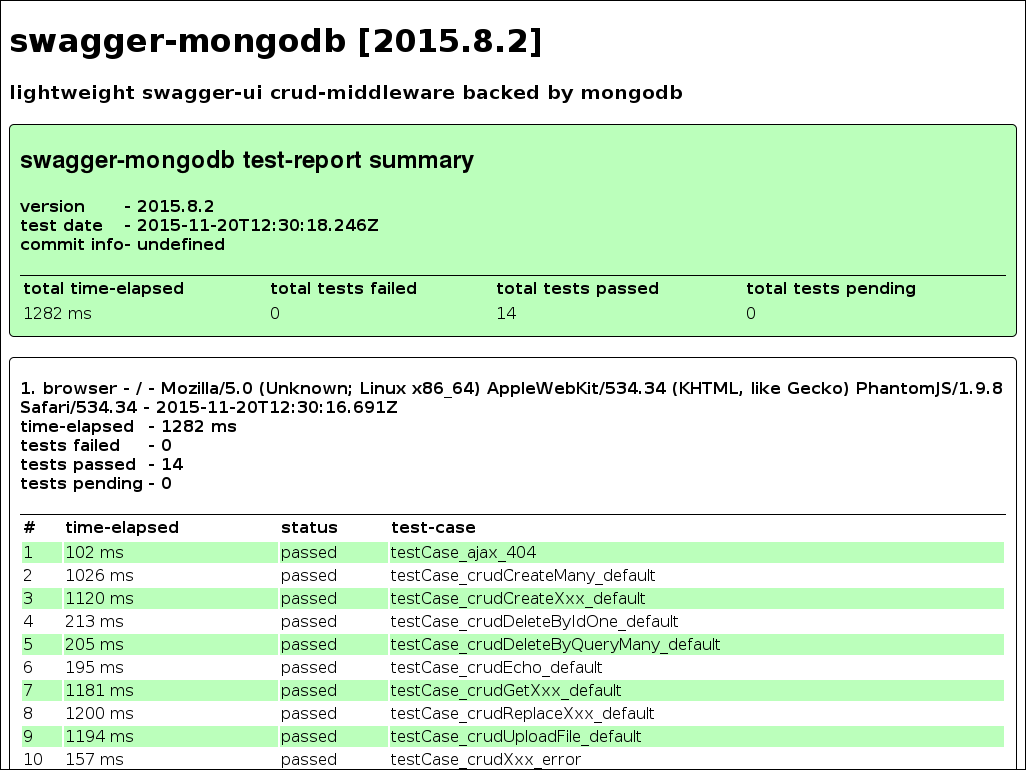 swagger-mongodb [2015.8.2]
lightweight swagger-ui crud-middleware backed by mongodb
swagger-mongodb test-report summary
version - 2015.8.2
test date - 2015-11-20T12:30:18.246Z
commit info- undefined
total time-elapsed total tests failed total tests passed total tests pending
1282 ms 0 14 0
1. browser - / - Mozilla/5.0 (Unknown; Linux x86_64) AppleWebKit/534.34 (KHTML, like Gecko) PhantomJS/1.9.8
Safari/534.34 - 2015-11-20T12:30:16.691Z
time-elapsed - 1282 ms
tests failed - 0
tests passed - 14
tests pending - 0
# time-elapsed status test-case
1 102 ms passed testCase_ajax_404
2 1026 ms passed testCase_crudCreateMany_default
3 1120 ms passed testCase_crudCreateXxx_default
4 213 ms passed testCase_crudDeleteByIdOne_default
5 205 ms passed testCase_crudDeleteByQueryMany_default
6 195 ms passed testCase_crudEcho_default
7 1181 ms passed testCase_crudGetXxx_default
8 1200 ms passed testCase_crudReplaceXxx_default
9 1194 ms passed testCase_crudUploadFile_default
10 157 ms passed testCase_crudXxx_error